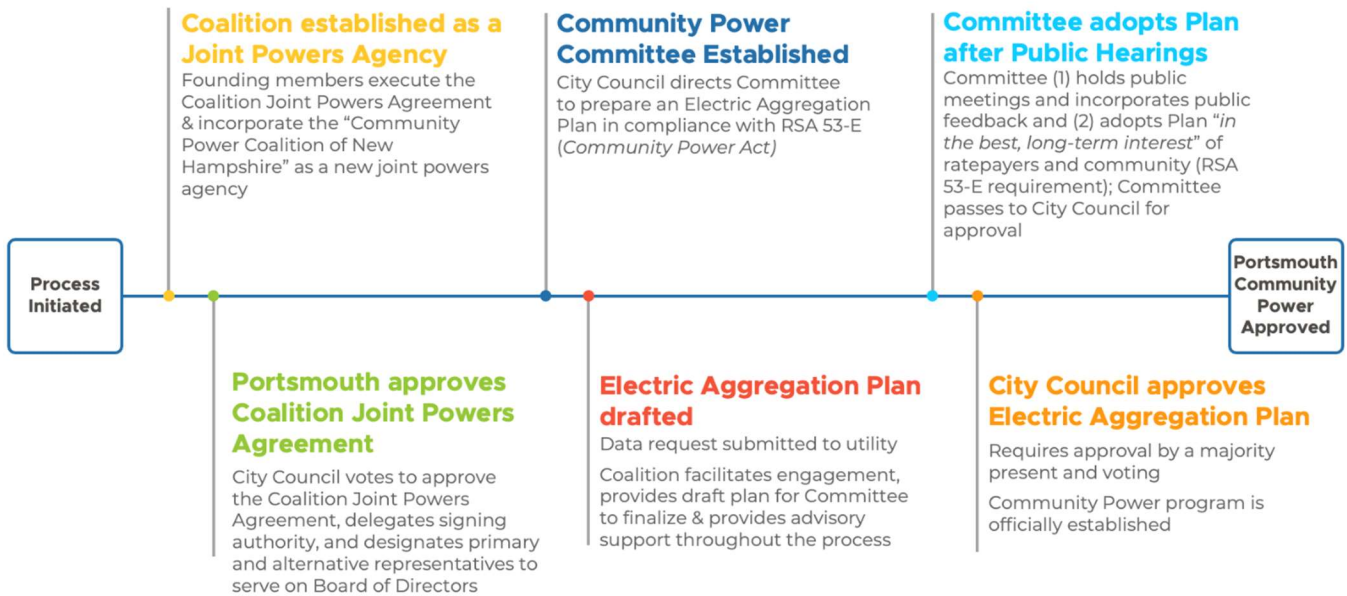 Process
Initiated
Coalition established as a
Joint Powers Agency
Founding members execute the
Coalition Joint Powers Agreement
& incorporate the “Community
Power Coalition of New
Hampshire” as a new joint powers
agency
Portsmouth approves
Coalition Joint Powers
Agreement
City Council votes to approve
the Coalition Joint Powers
Agreement, delegates signing
authority, and designates primary
and alternative representatives to
serve on Board of Directors
Community Power
Committee Established
City Council directs Committee
to prepare an Electric Aggregation
Plan in compliance with RSA 53-E
(Community Power Act)
Electric Aggregation Plan
drafted
Data request submitted to utility
Coalition facilitates engagement,
provides draft plan for Committee
to finalize & provides advisory
support throughout the process
Committee adopts Plan
after Public Hearings
Committee (1) holds public
meetings and incorporates public
feedback and (2) adopts Plan “in
the best, long-term interest” of
ratepayers and community (RSA
53-E requirement); Committee
passes to City Council for
approval
City Council approves
Electric Aggregation Plan
Requires approval by a majority
present and voting
Community Power program is
officially established
Portsmouth
Community
Power
Approved